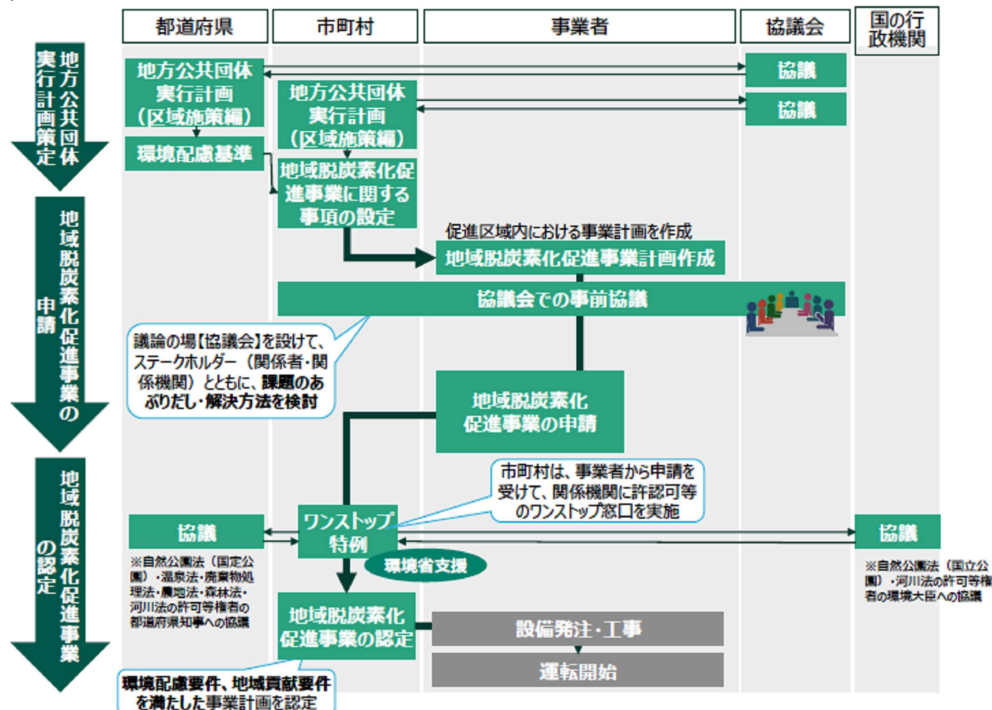 都道府県
市町村
事業者
協議会
国の行
政機関
地方公共団体
実行計画策定
地方公共団体
実行計画
（区域施策編）
環境配慮基準
地方公共団体
実行計画
（区域施策編）
地域脱炭素化促
進事業に関する
事項の設定
協議
協議
地域脱炭素化促進事業の
申請
促進区域内における事業計画を作成
地域脱炭素化促進事業計画作成
協議会での事前協議
議論の場【協議会】を設けて、
ステークホルダー（関係者・関
係機関）とともに、課題のあ
ぶりだし・解決方法を検討
地域脱炭素化
促進事業の申請
地域脱炭素化促進事業
の認定
市町村は、事業者から申請を
受けて、関係機関に許認可等
のワンストップ窓口を実施
協議
※自然公園法（国定公
園）・温泉法・廃棄物処
理法・農地法・森林法・
河川法の許可等権者の
都道府県知事への協議
ワンストップ
特例
環境省支援
協議
※自然公園法（国立公
園）・河川法の許可等権
者の環境大臣への協議
地域脱炭素化
促進事業の認定
設備発注・工事
運転開始
環境配慮要件、地域貢献要件
を満たした事業計画を認定